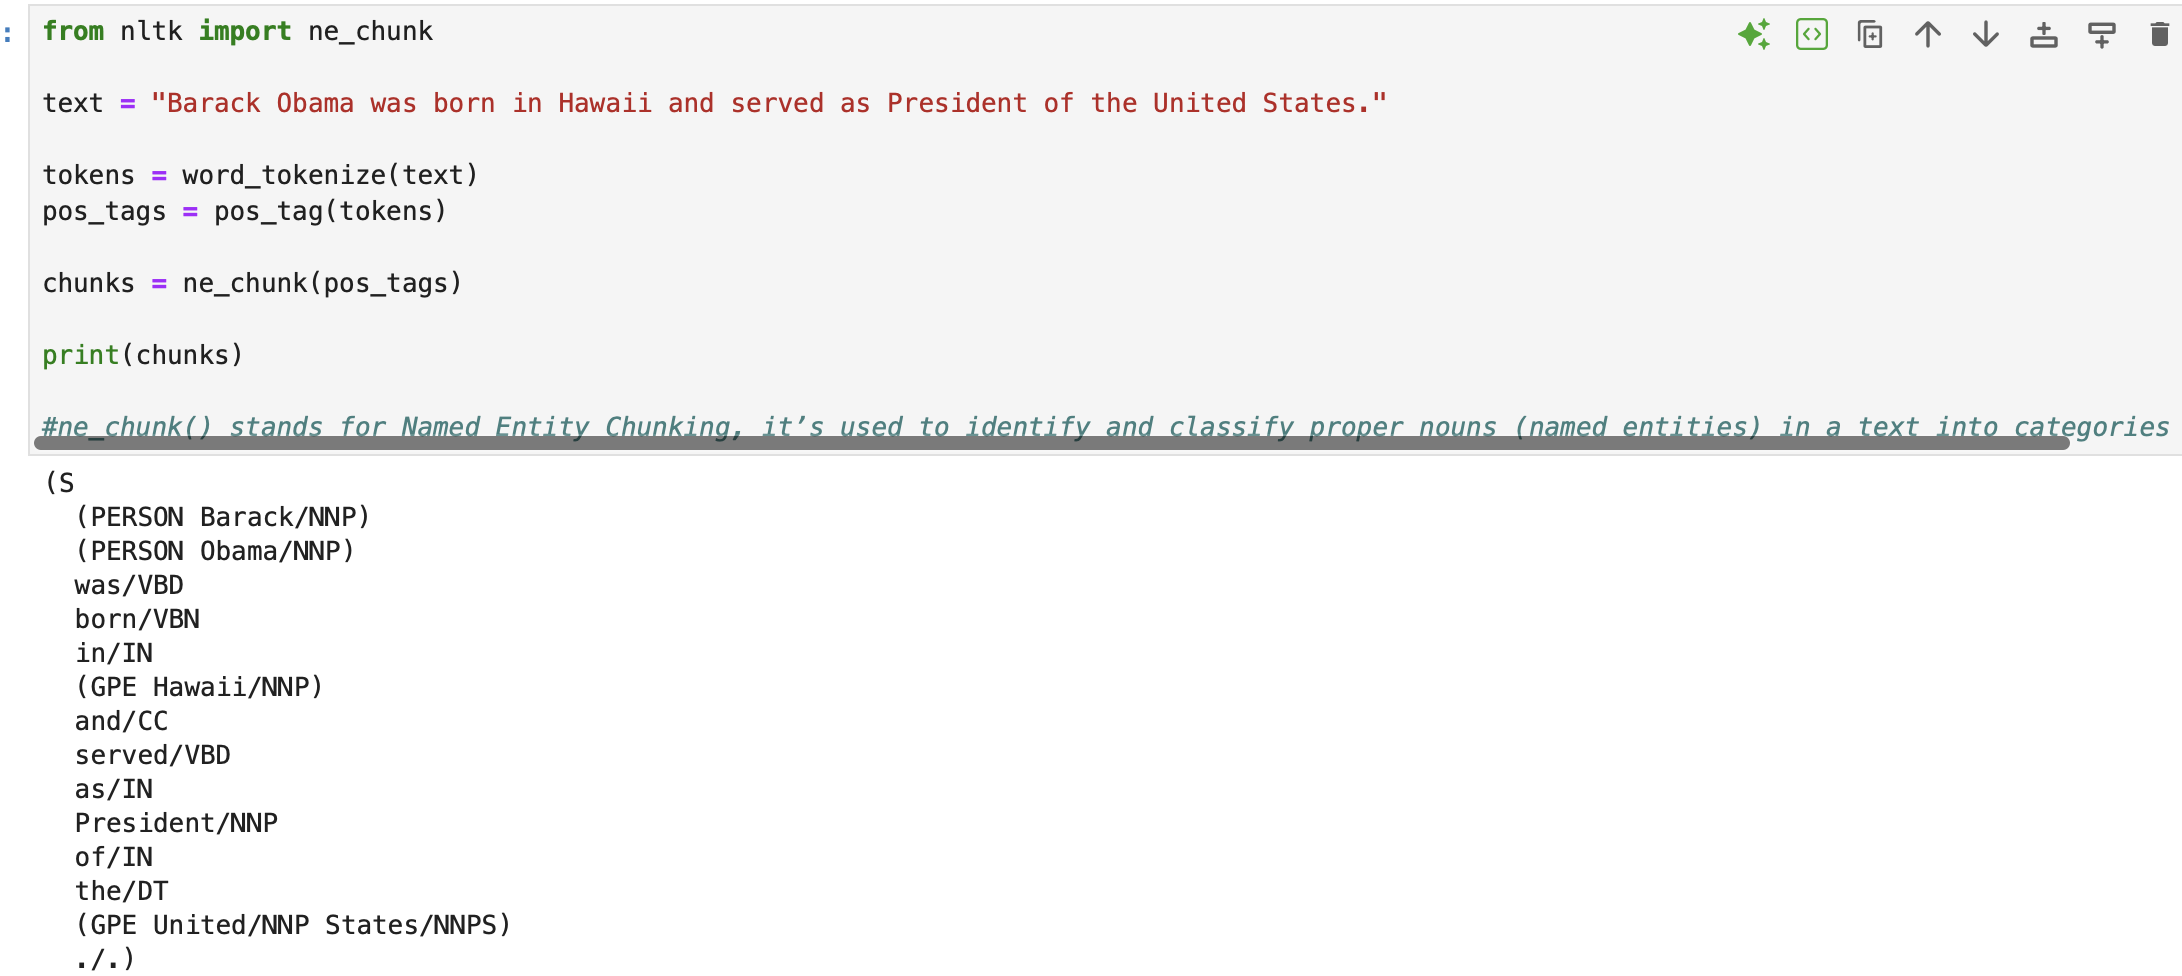 :
from nltk import ne_chunk
text = "Barack Obama was born in Hawaii and served as President of the United States."
tokens = word_tokenize(text)
pos_tags = pos_tag(tokens)
chunks = ne_chunk(pos_tags)
print(chunks)
#ne_chunk() stands for Named Entity Chunking, it’s used to identify and classify proper nouns (named entities) in a text into categories
(S
  (PERSON Barack/NNP)
  (PERSON Obama/NNP)
  was/VBD
  born/VBN
  in/IN
  (GPE Hawaii/NNP)
  and/CC
  served/VBD
  as/IN
  President/NNP
  of/IN
  the/DT
  (GPE United/NNP States/NNPS)
  ./.)